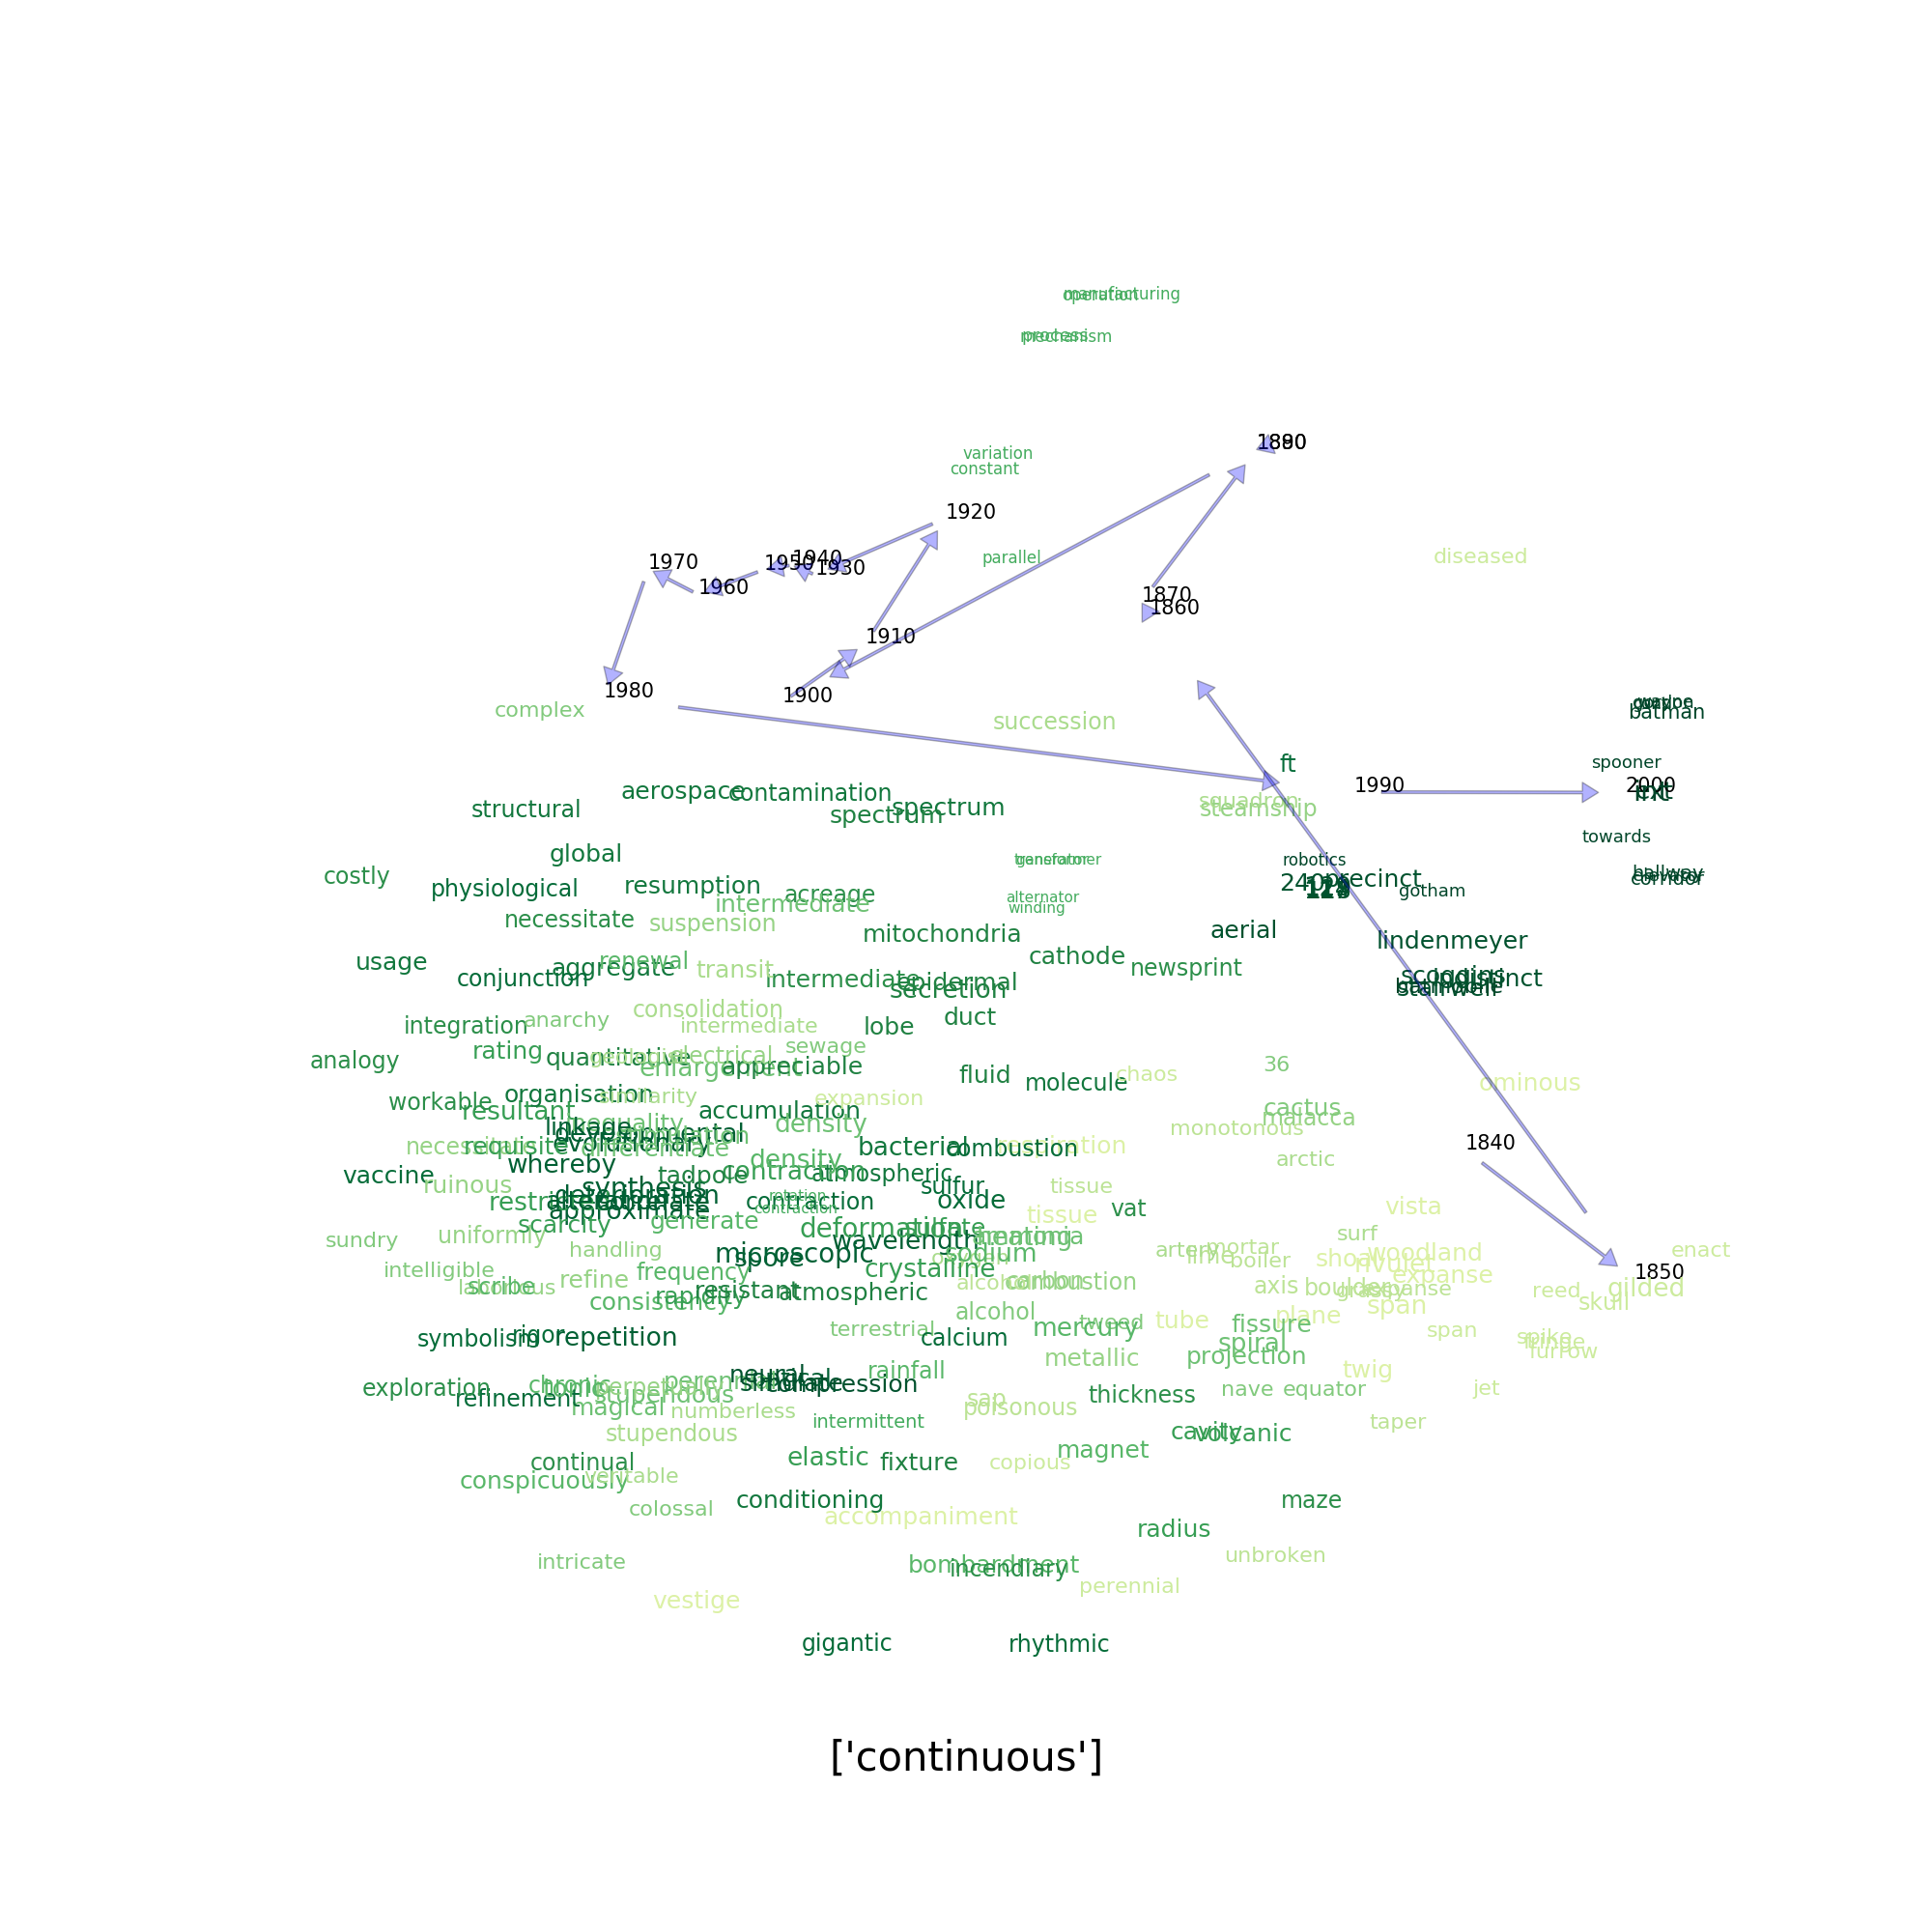 manufacturing
operation
process
mechanism
1890
1880
variation
constant
1920
parallel
diseased
1970
1940
1950
1930
1960
1870
1860
1910
1980
1900
complex
succession
batman
spooner
ft
1990
2000
squadron
steamship
aerospace
contamination
structural
spectrum
spectrum
towards
global
transformer
generator
robotics
costly
physiological
resumption
acreage
intermediate
alternator
winding
240
precinct
gotham
hallway
corridor
necessitate
suspension
mitochondria
aerial
lindenmeyer
usage
renewal
aggregate
transit
cathode
newsprint
conjunction
intermediate
epidermal
secretion
scoggins
indistinct
stairwell
consolidation
integration
anarchy
intermediate
lobe
duct
analogy
rating
quantitative
electrical
sewage
enlargement
appreciable
fluid
molecule
chaos
36
ominous
workable
organisation
similarity
expansion
resultant
accumulation
cactus
malacca
linkage
inequality
developmental
density
monotonous
1840
necessitate
requisite
evolutionary
differentiate
bacterial
combustion
respiration
whereby
density
arctic
vaccine
tadpole
contraction
atmospheric
ruinous
synthesis
sulfur
tissue
deterioration
rotation
contraction
contraction
oxide
approximate
vat
tissue
vista
scarcity
generate
deformation
sulfate
uniformly
wavelength
ammonia
heating
surf
sundry
handling
microscopic
spore
sodium
artery
mortar
lime
boiler
shoal
woodland
rivulet
enact
intelligible
refine
frequency
crystalline
1850
scribe
laborious
consistency
rapidity
resistant
atmospheric
alcohol
carbon
combustion
axis
boulder
grassy
expanse
expanse
reed
gilded
skull
alcohol
mercury
tweed
tube
plane
span
symbolism
rigor
repetition
terrestrial
calcium
fissure
spiral
span
spike
fringe
furrow
metallic
projection
exploration
chronic
neural
perennial
rainfall
twig
refinement
stupendous
compression
thickness
nave
equator
jet
magical
numberless
intermittent
sap
poisonous
taper
stupendous
cavity
volcanic
continual
elastic
fixture
magnet
conspicuously
veritable
copious
colossal
conditioning
maze
accompaniment
radius
intricate
bombardment
incendiary
unbroken
vestige
perennial
gigantic
rhythmic
['continuous']